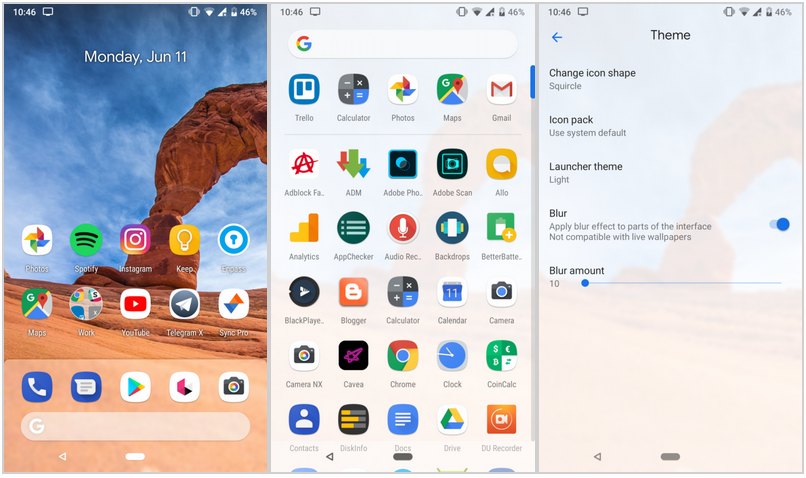 10:46
46%
Monday, Jun 11
Photos
Spotify
Instagram
Keep
Enpass
Maps
Work
YouTube
Telegram X
Sync Pro
G
10:46
46%
G
Trello
Calculator
Photos
Maps
Gmail
Adblock Fa..
ADM
Adobe Pho..
Adobe Scan
Allo
Analytics
AppChecker
Audio Rec..
Backdrops
BetterBatte..
BlackPlaye..
Blogger
Calculator
Calendar
Camera
Camera NX
Cavea
Chrome
Clock
CoinCalc
Contacts
DiskInfo
Docs
Drive
DU Recorder
10:46
46%
Theme
Change icon shape
Squircle
Icon pack
Use system default
Launcher theme
Light
Blur
Apply blur effect to parts of the interface
Not compatible with live wallpapers
Blur amount
10